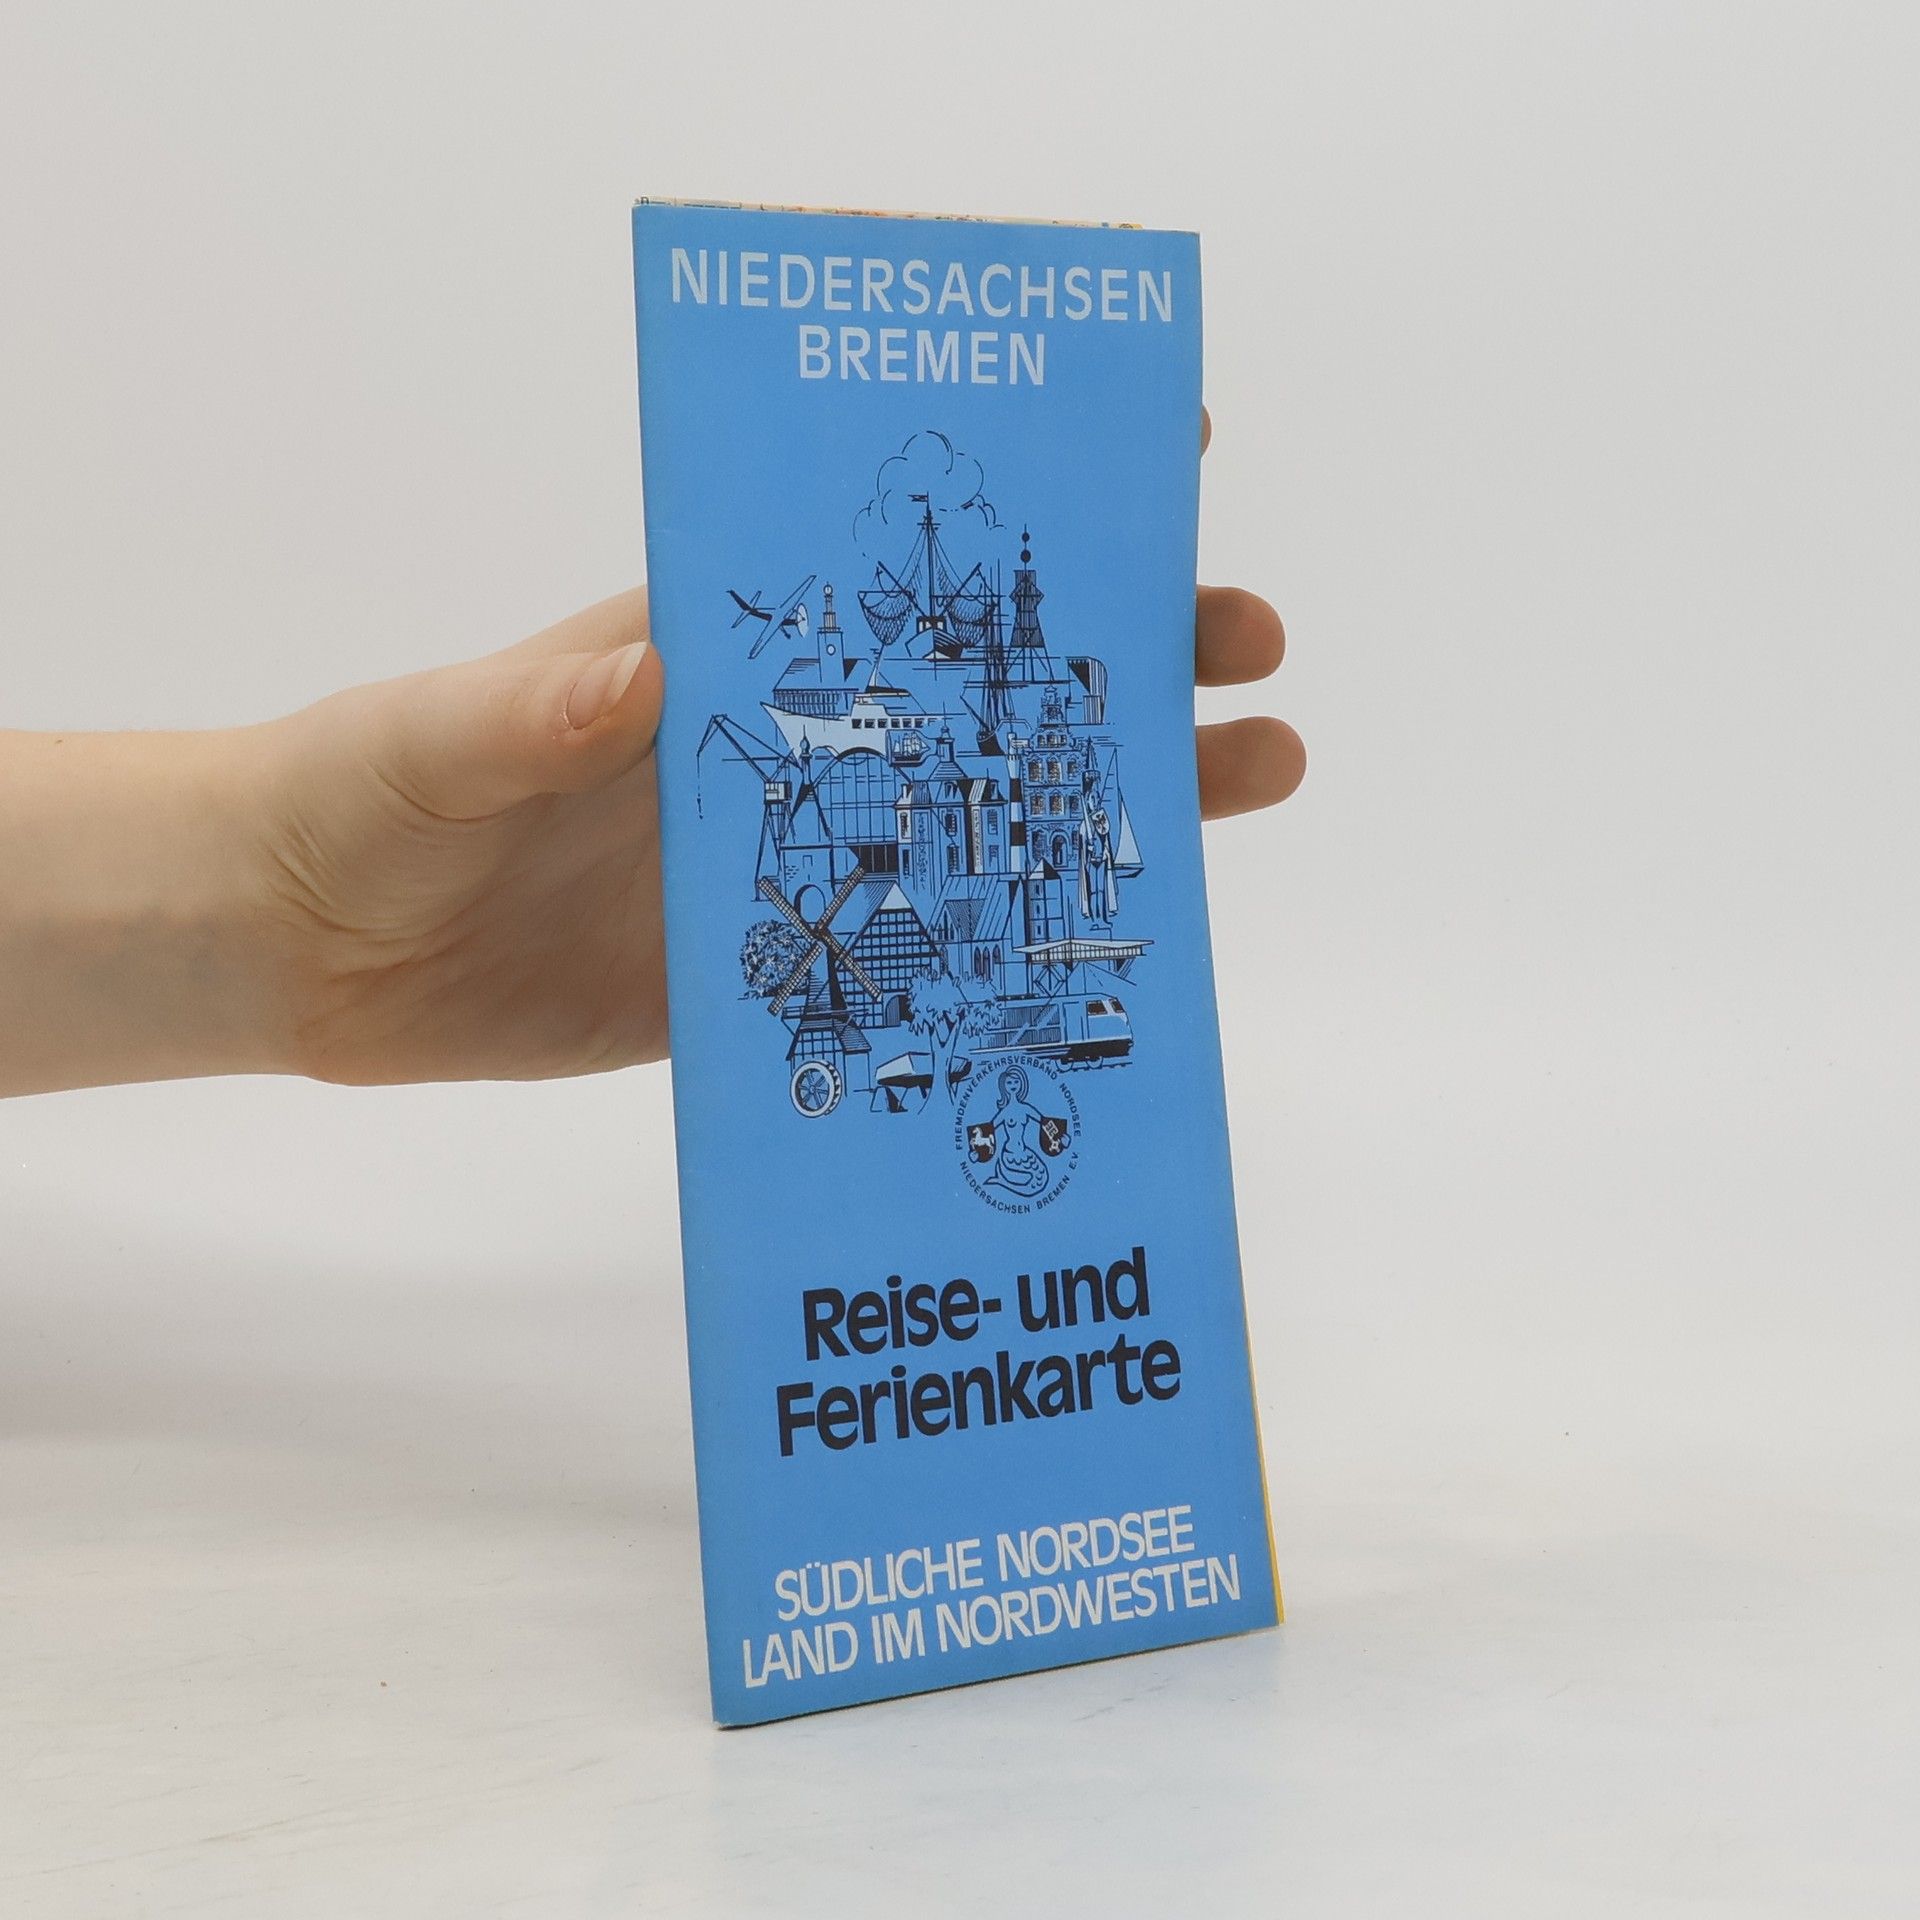 NIEDERSACHSEN
BREMEN
FREMDENVERKEHRSVERBAND NORDSEE
NIEDERSACHSEN BREMEN E.V.
Reise- und
Ferienkarte
SÜDLICHE NORDSEE
LAND IM NORDWESTEN